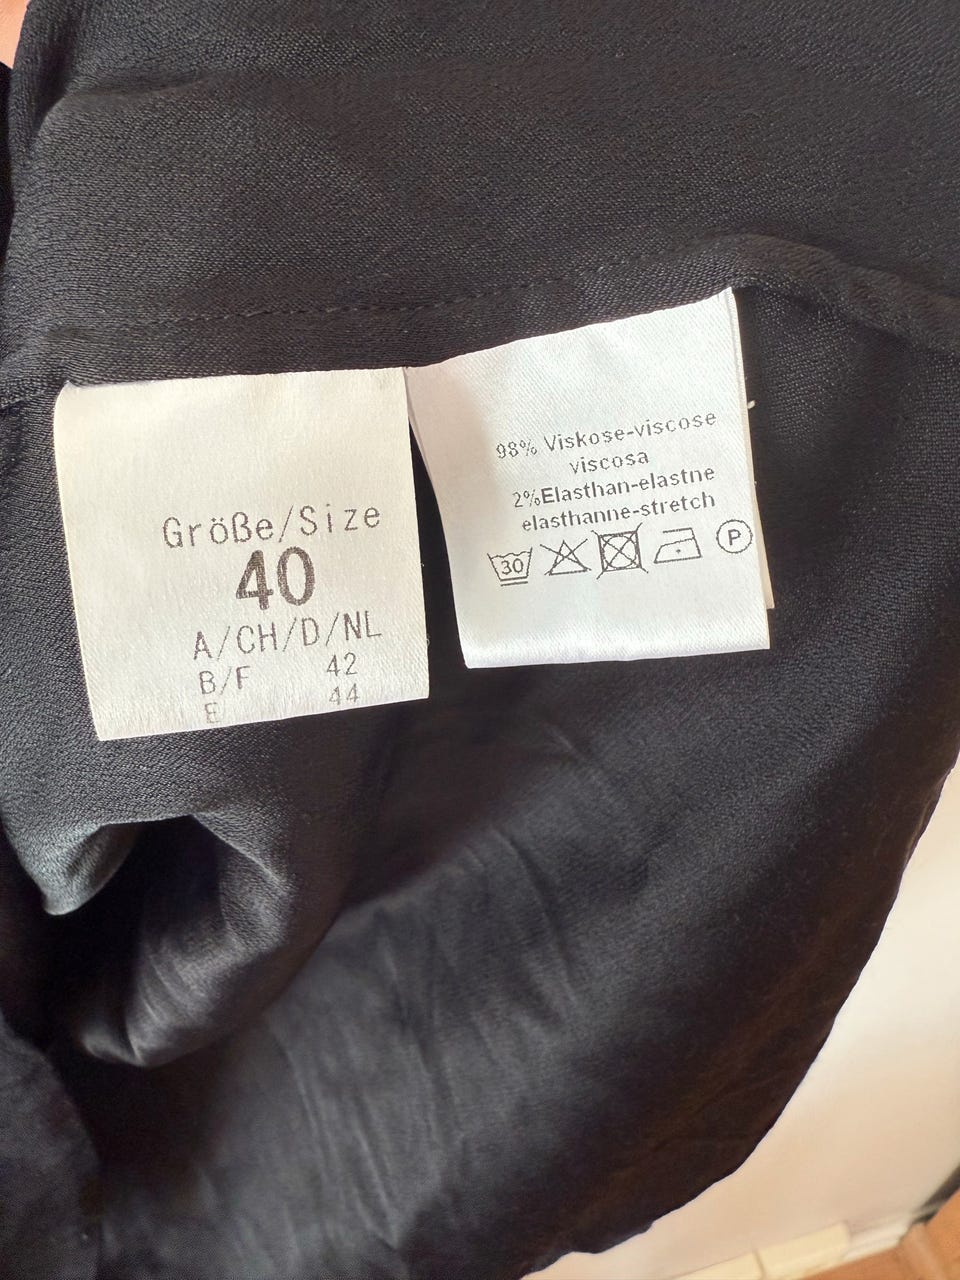 Größe/Size
40
A/CH/D/NL
B/F 42
E 44
98% Viskose-viscose
viscosa
2%Elasthan-elastne
elasthanne-stretch
30 P